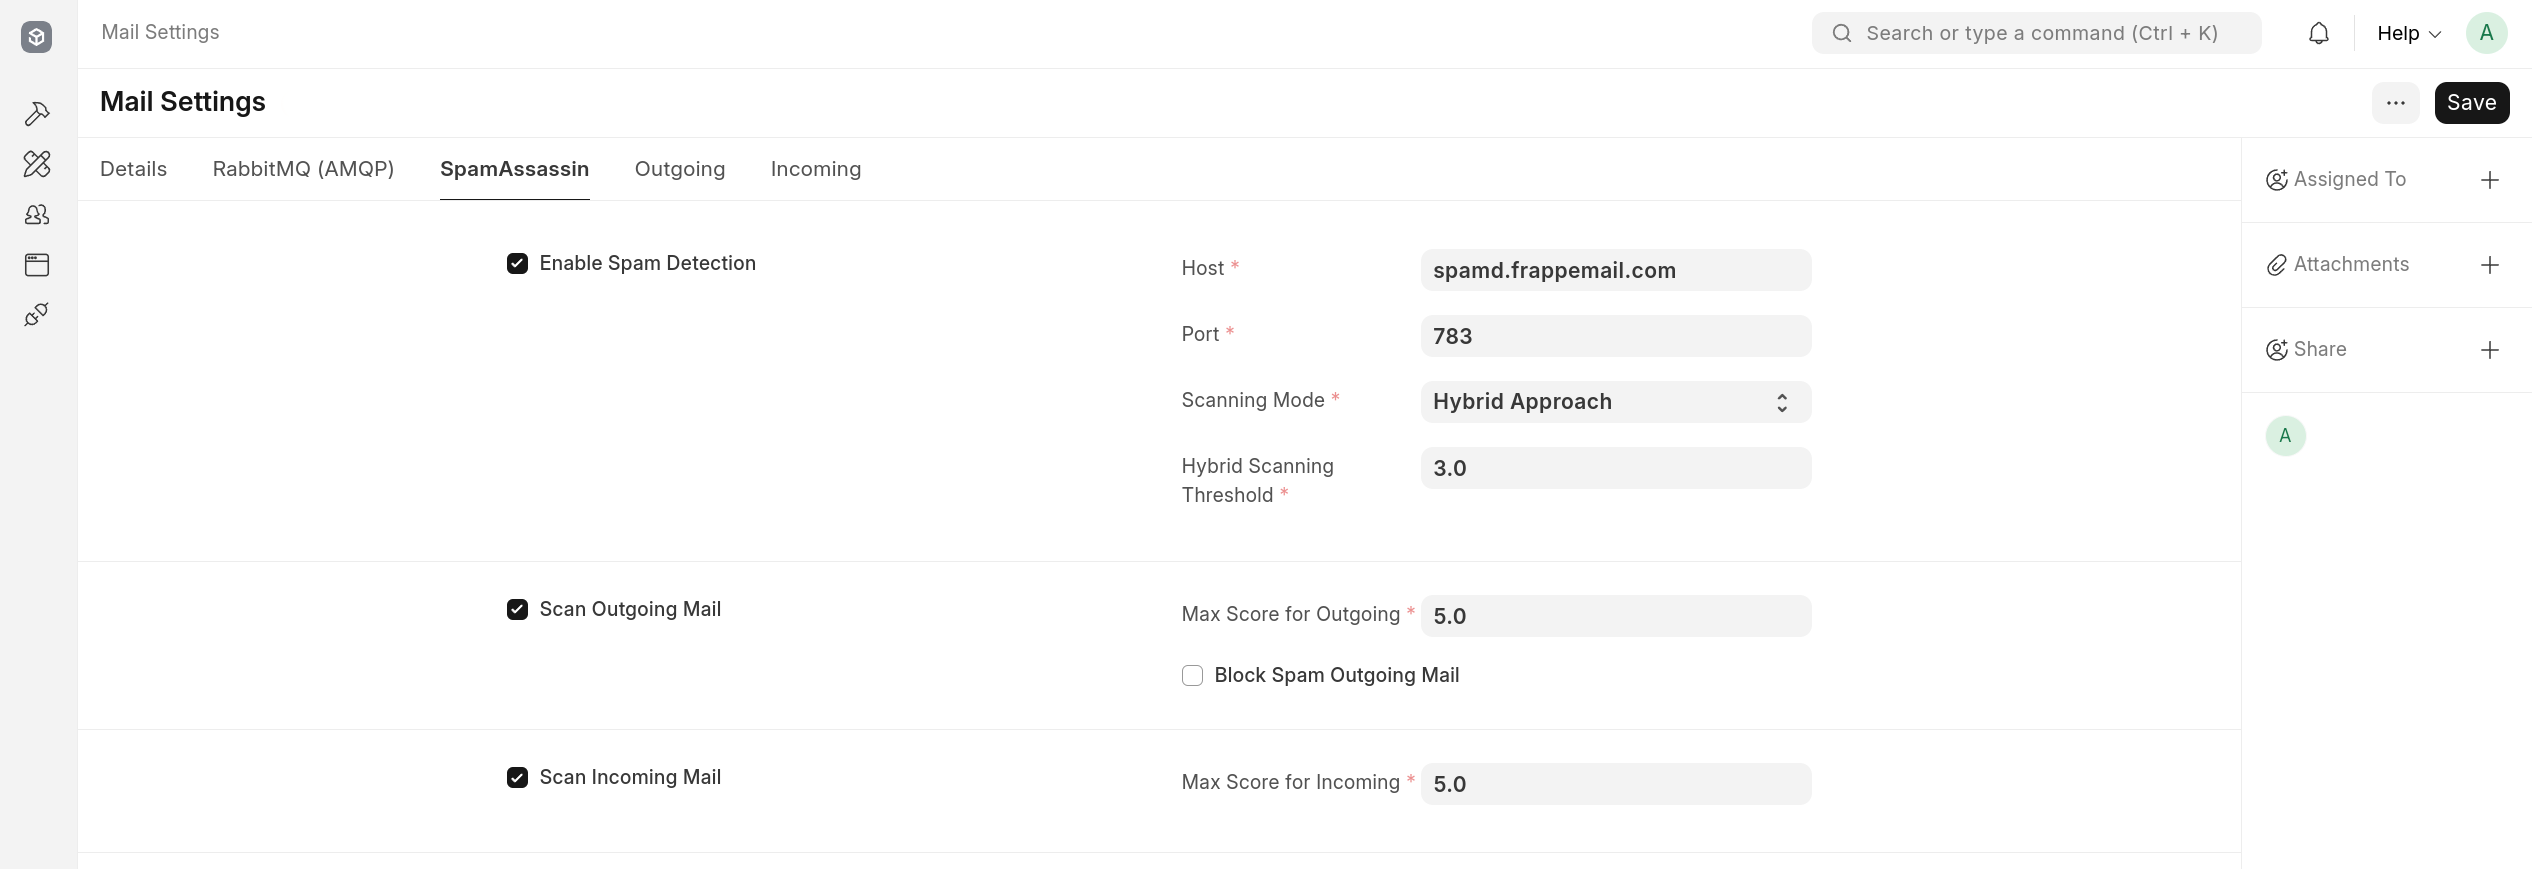 Mail Settings
Search or type a command (Ctrl + K)
Help
A
Mail Settings
Save
Details
RabbitMQ (AMQP)
SpamAssassin
Outgoing
Incoming
Assigned To
Attachments
Share
A
Enable Spam Detection
Host *
spamd.frappemail.com
Port *
783
Scanning Mode *
Hybrid Approach
Hybrid Scanning
Threshold *
3.0
Scan Outgoing Mail
Max Score for Outgoing *
5.0
Block Spam Outgoing Mail
Scan Incoming Mail
Max Score for Incoming *
5.0